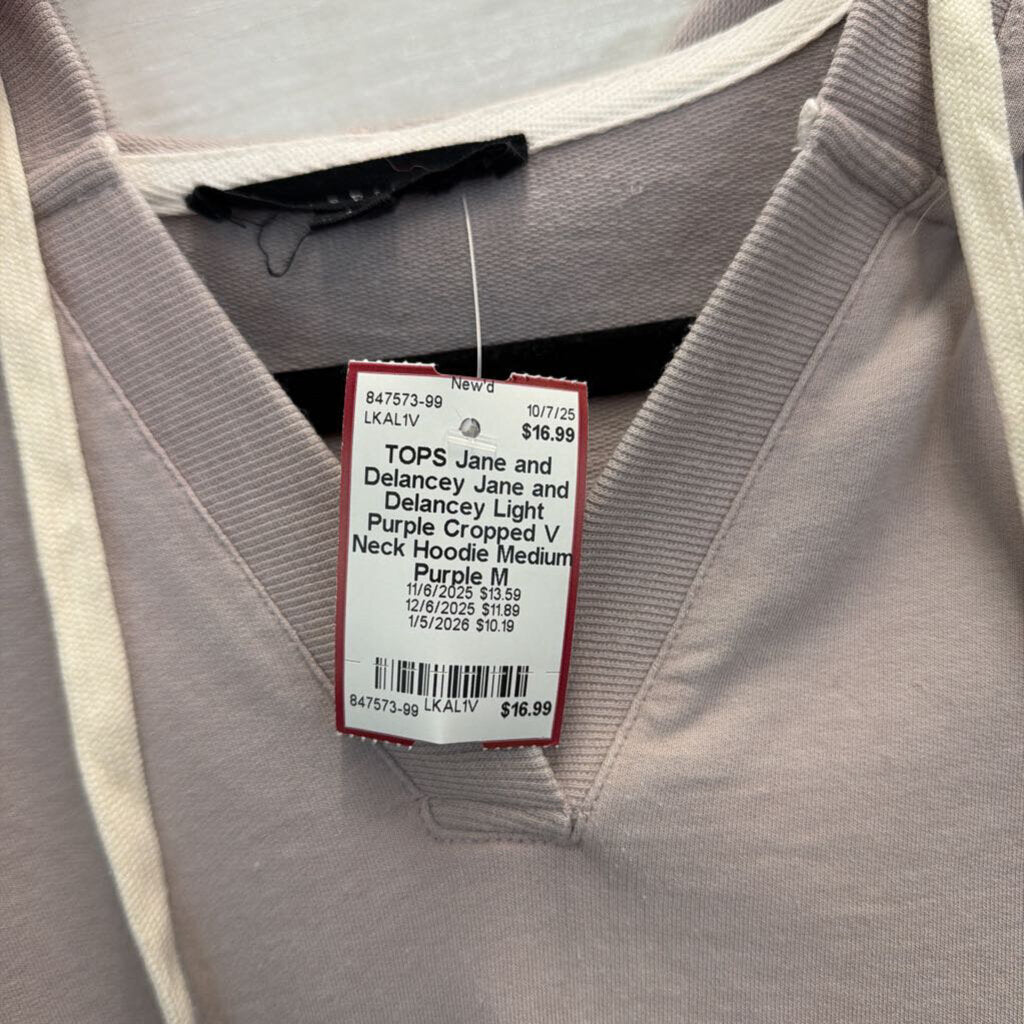 New'd
847573-99
10/7/25
LKAL1V
$16.99
TOPS Jane and
Delancey Jane and
Delancey Light
Purple Cropped V
Neck Hoodie Medium
Purple M
11/6/2025 $13.59
12/6/2025 $11.89
1/5/2026 $10.19
847573-99 LKAL1V $16.99